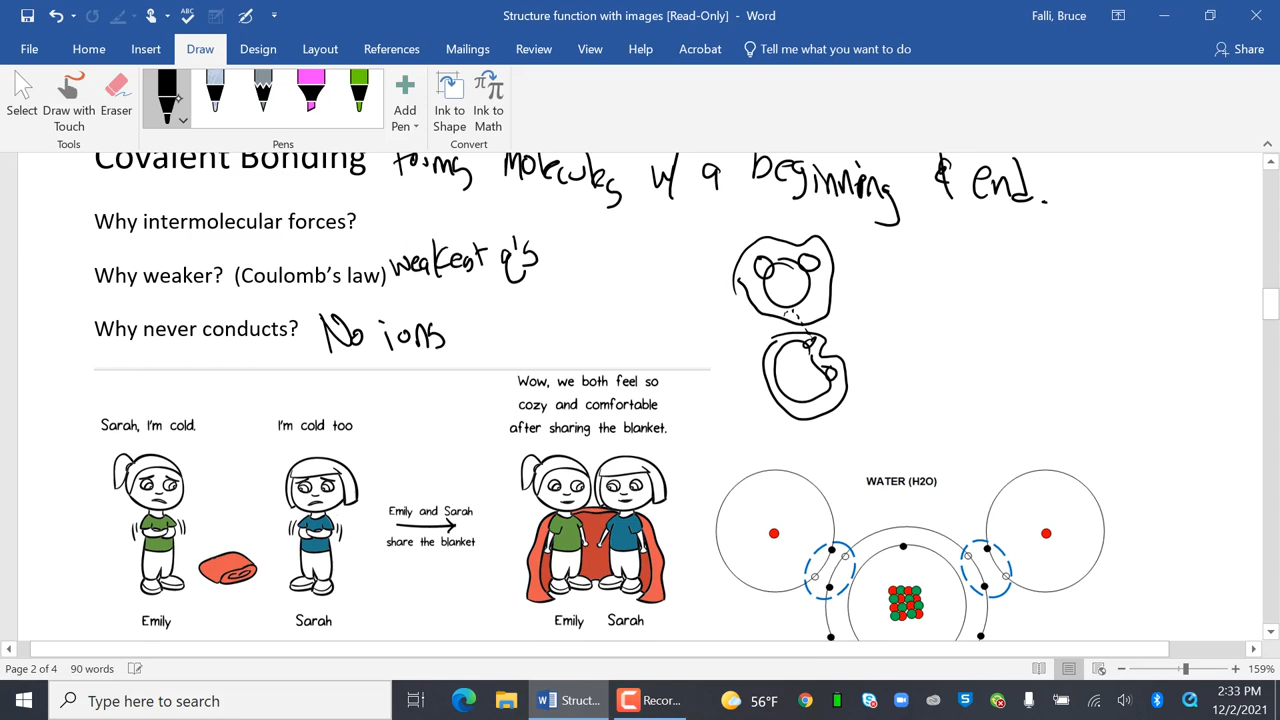 Structure function with images [Read-Only] - Word
Falli, Bruce
File Home Insert Draw Design Layout References Mailings Review View Help Acrobat Tell me what you want to do Share
Select Draw with Touch Eraser Add Pen Ink to Shape Ink to Math
Tools Pens Convert
Covalent Bonding forms molecules w/ a beginning & end.
Why intermolecular forces?
Why weaker? (Coulomb's law) weakest q's
Why never conducts? No ions
Sarah, I'm cold.
I'm cold too
Wow, we both feel so
cozy and comfortable
after sharing the blanket.
Emily and Sarah
share the blanket
Emily
Sarah
Emily Sarah
WATER (H2O)
Page 2 of 4 90 words 159%
Type here to search
Struct...
Recor...
56°F
2:33 PM
12/2/2021